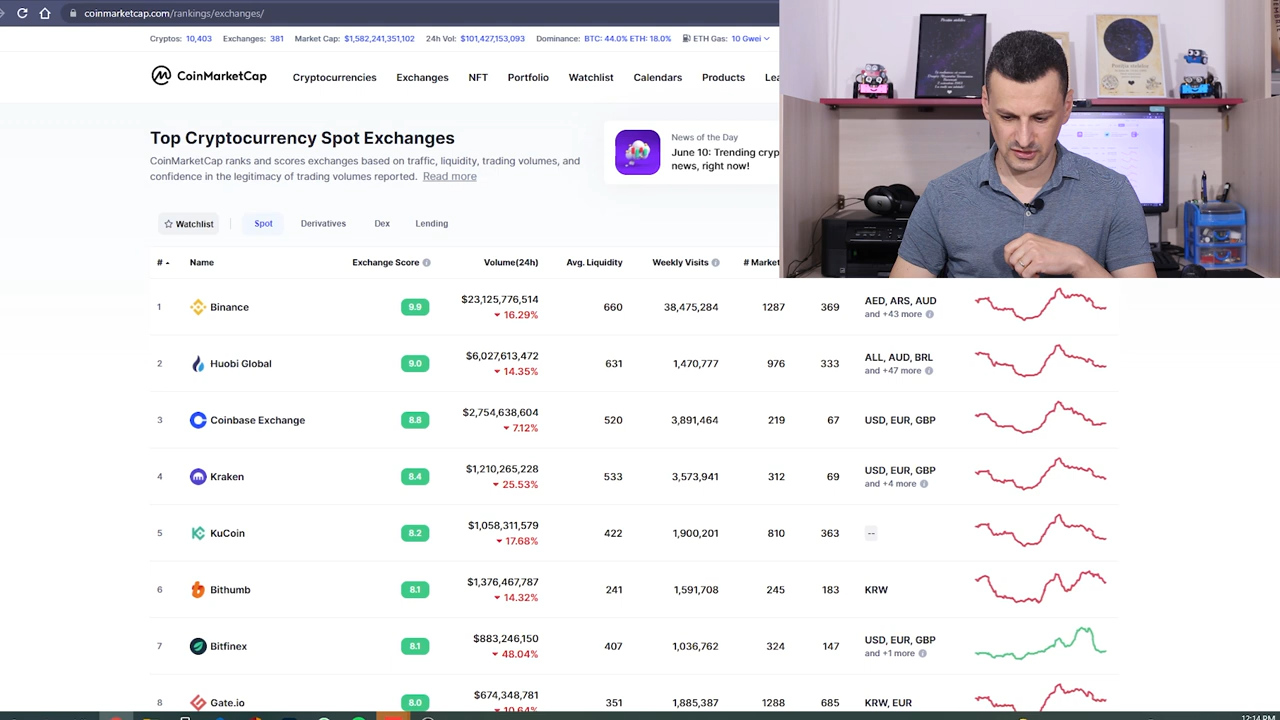 coinmarketcap.com/rankings/exchanges/
Cryptos: 10,403 Exchanges: 381 Market Cap: $1,582,241,351,102 24h Vol: $101,427,153,093 Dominance: BTC: 44.0% ETH: 18.0% ETH Gas: 10 Gwei
CoinMarketCap Cryptocurrencies Exchanges NFT Portfolio Watchlist Calendars Products Lea
Top Cryptocurrency Spot Exchanges
CoinMarketCap ranks and scores exchanges based on traffic, liquidity, trading volumes, and
confidence in the legitimacy of trading volumes reported. Read more
News of the Day
June 10: Trending cryp
news, right now!
Watchlist Spot Derivatives Dex Lending
# Name Exchange Score Volume(24h) Avg. Liquidity Weekly Visits # Market
1 Binance 9.9 $23,125,776,514 660 38,475,284 1287 369 AED, ARS, AUD
16.29% and +43 more
2 Huobi Global 9.0 $6,027,613,472 631 1,470,777 976 333 ALL, AUD, BRL
14.35% and +47 more
3 Coinbase Exchange 8.8 $2,754,638,604 520 3,891,464 219 67 USD, EUR, GBP
7.12%
4 Kraken 8.4 $1,210,265,228 533 3,573,941 312 69 USD, EUR, GBP
25.53% and +4 more
5 KuCoin 8.2 $1,058,311,579 422 1,900,201 810 363 --
17.68%
6 Bithumb 8.1 $1,376,467,787 241 1,591,708 245 183 KRW
14.32%
7 Bitfinex 8.1 $883,246,150 407 1,036,762 324 147 USD, EUR, GBP
48.04% and +1 more
8 Gate.io 8.0 $674,348,781 351 1,885,387 1288 685 KRW, EUR
10.64%
12:14 PM